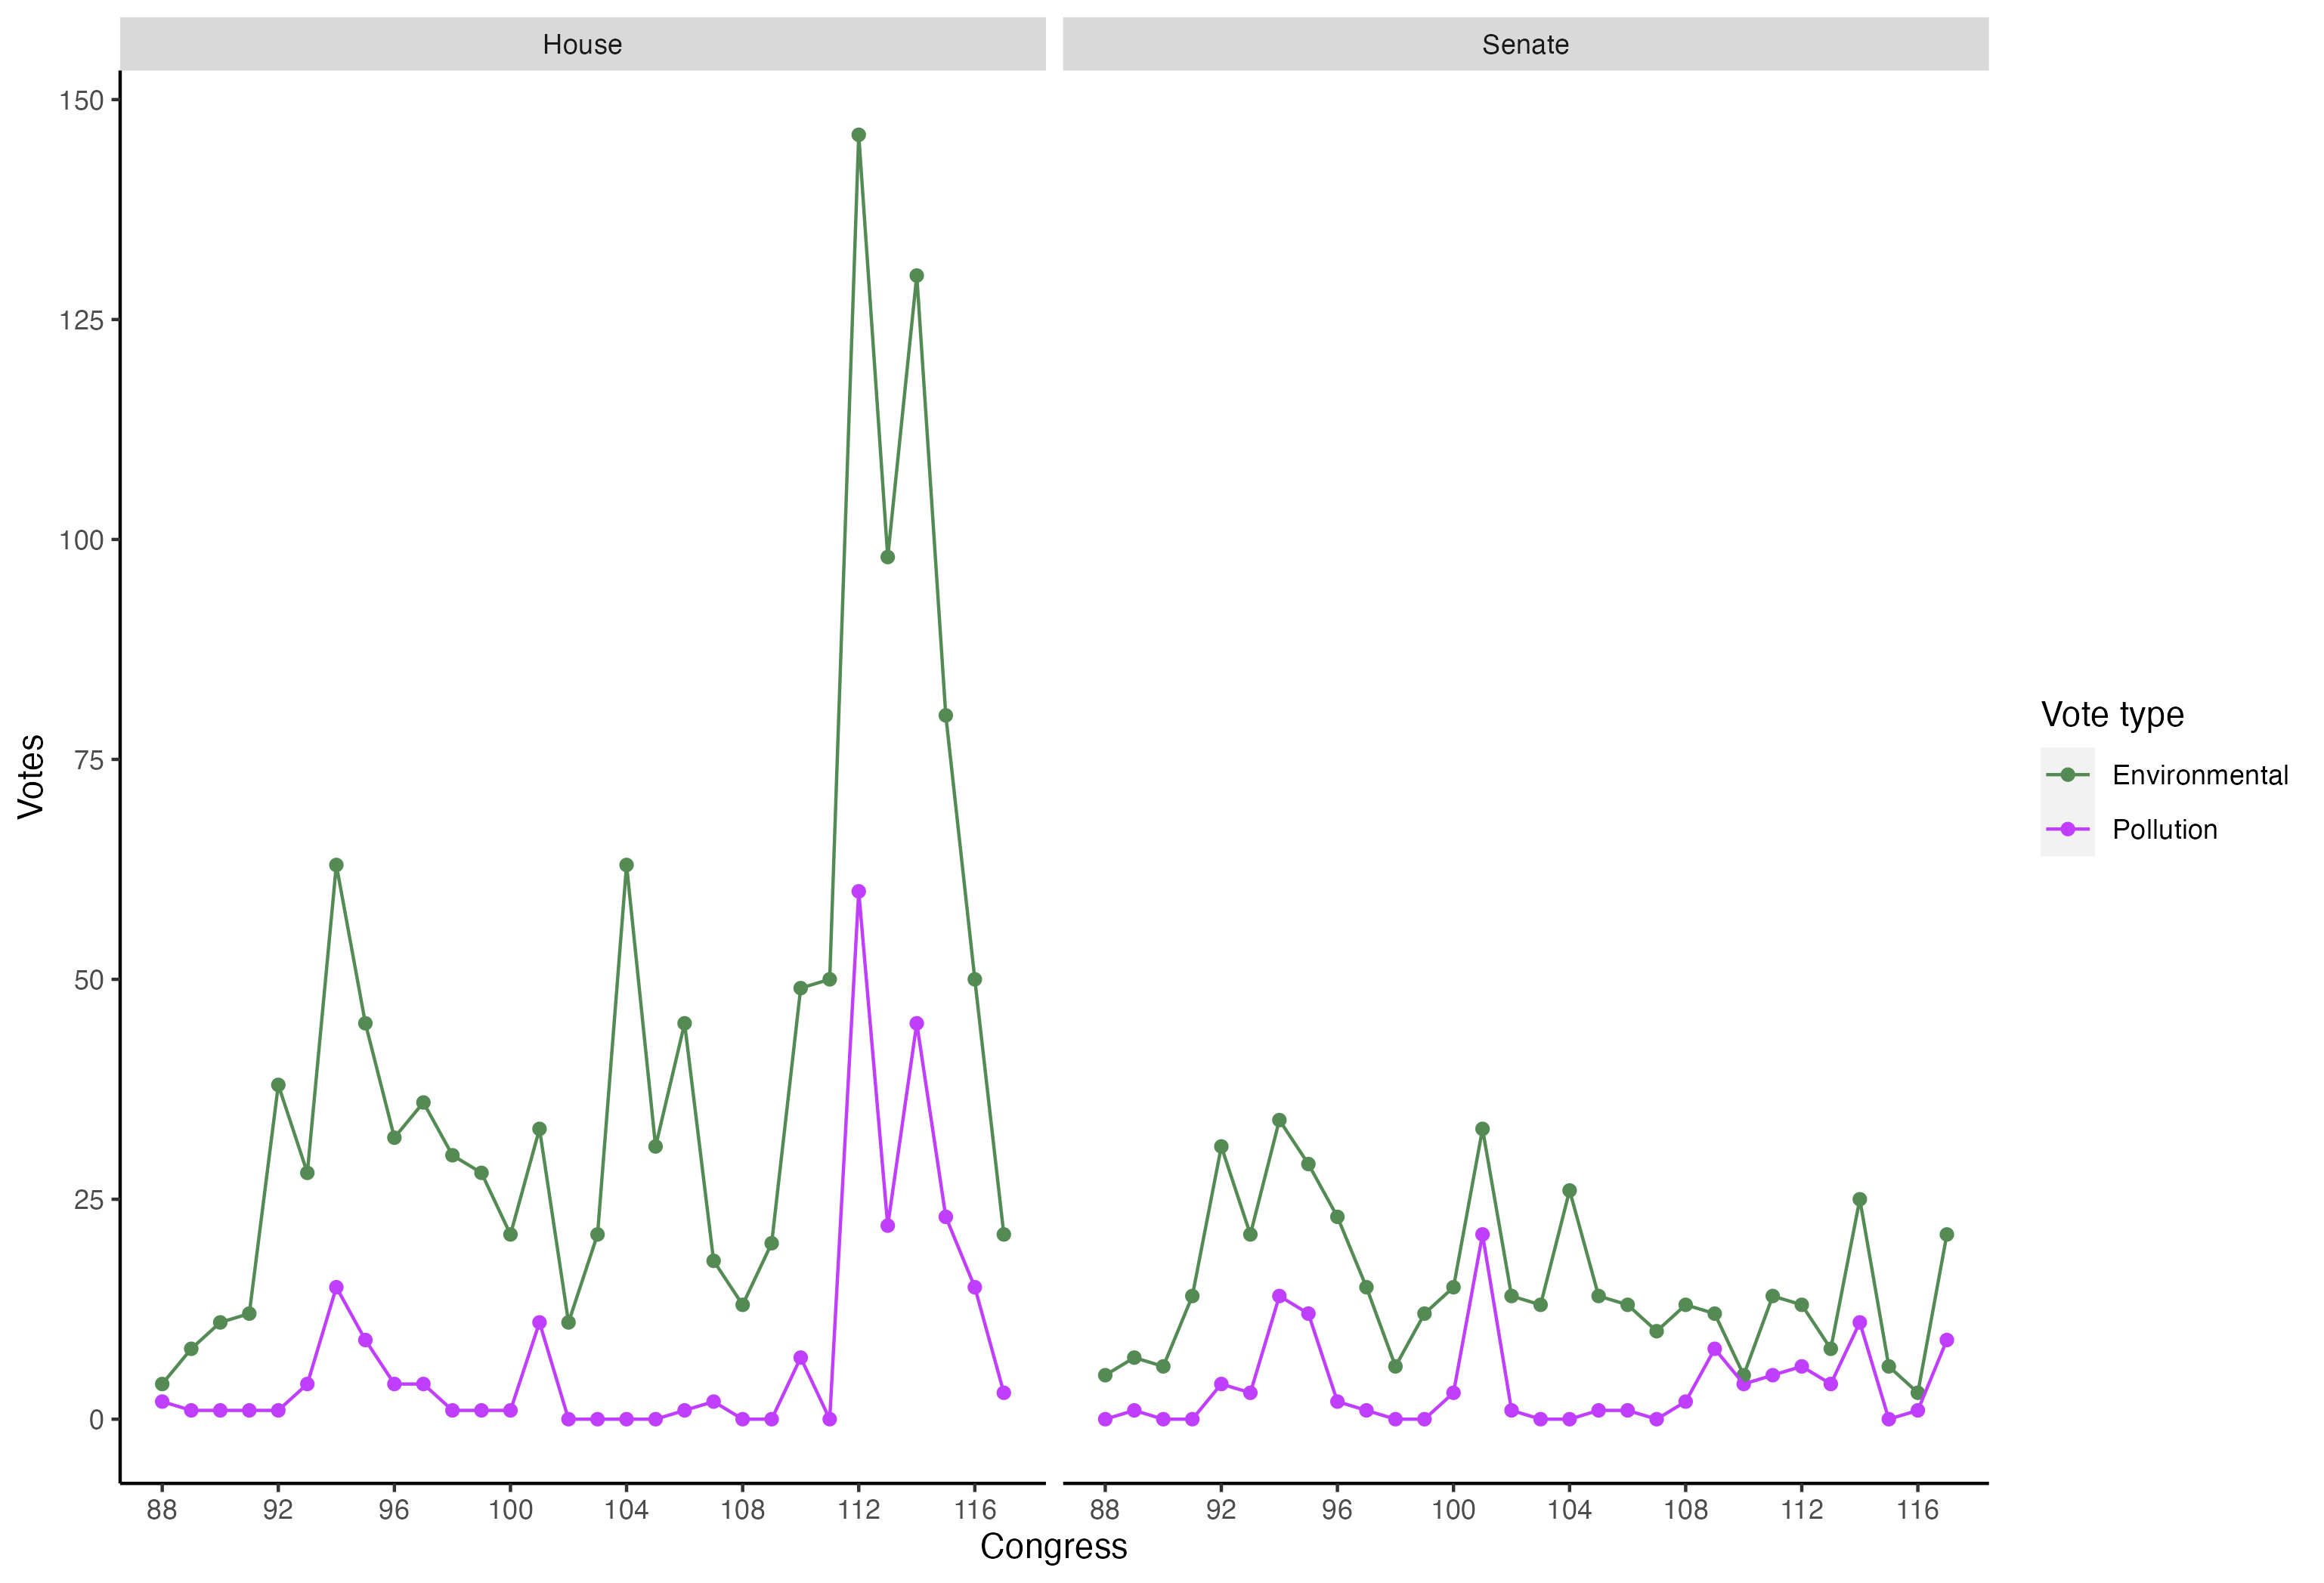 House Senate
150
125
100
75
50
25
0
Votes
88 92 96 100 104 108 112 116 88 92 96 100 104 108 112 116
Congress
Vote type
Environmental
Pollution